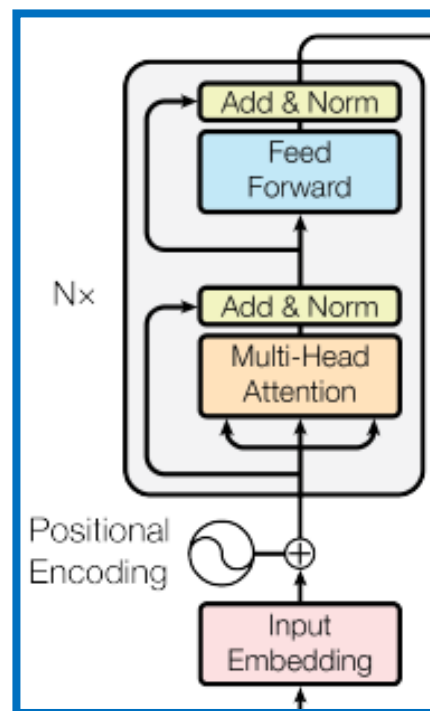 Add & Norm
Feed
Forward
Nx
Add & Norm
Multi-Head
Attention
Positional
Encoding
Input
Embedding